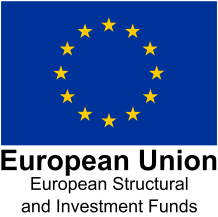 European Union
European Structural
and Investment Funds